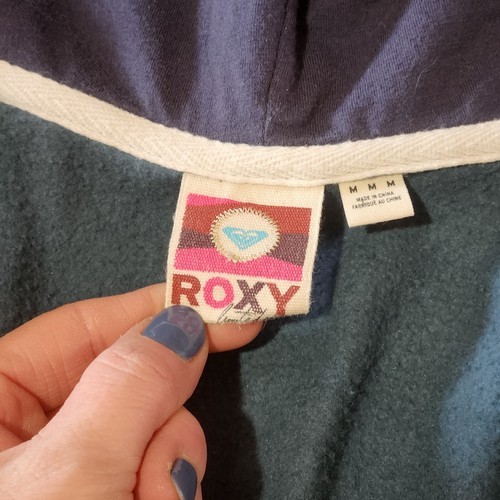 ROXY
M M M
MADE IN CHINA
FABRIQUÉ AU CHINE